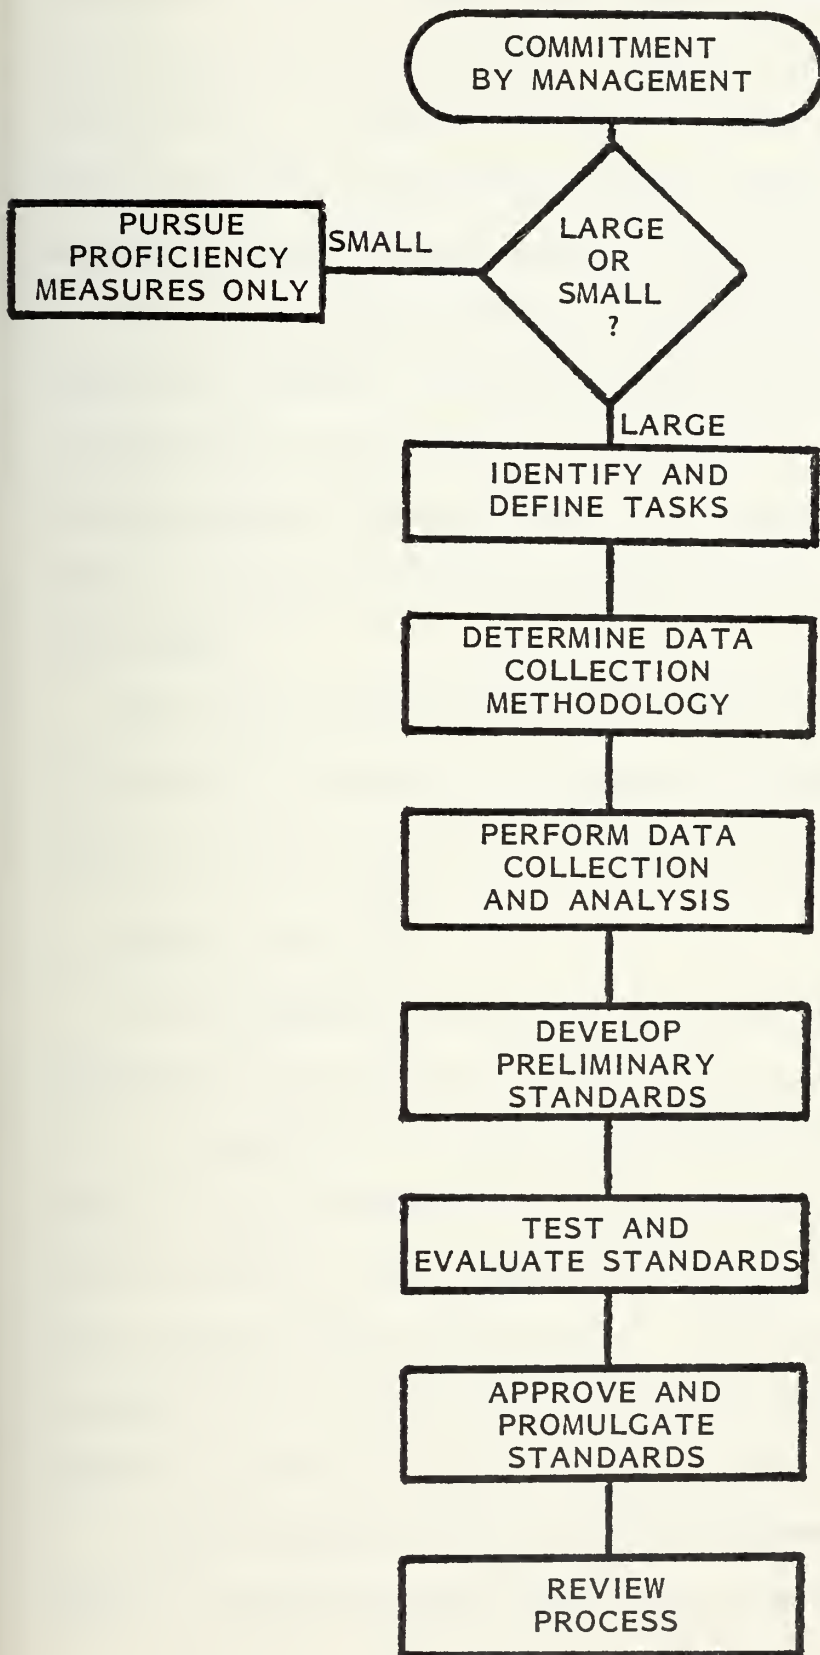 COMMITMENT
BY MANAGEMENT
LARGE
OR
SMALL
?
SMALL
PURSUE
PROFICIENCY
MEASURES ONLY
LARGE
IDENTIFY AND
DEFINE TASKS
DETERMINE DATA
COLLECTION
METHODOLOGY
PERFORM DATA
COLLECTION
AND ANALYSIS
DEVELOP
PRELIMINARY
STANDARDS
TEST AND
EVALUATE STANDARDS
APPROVE AND
PROMULGATE
STANDARDS
REVIEW
PROCESS